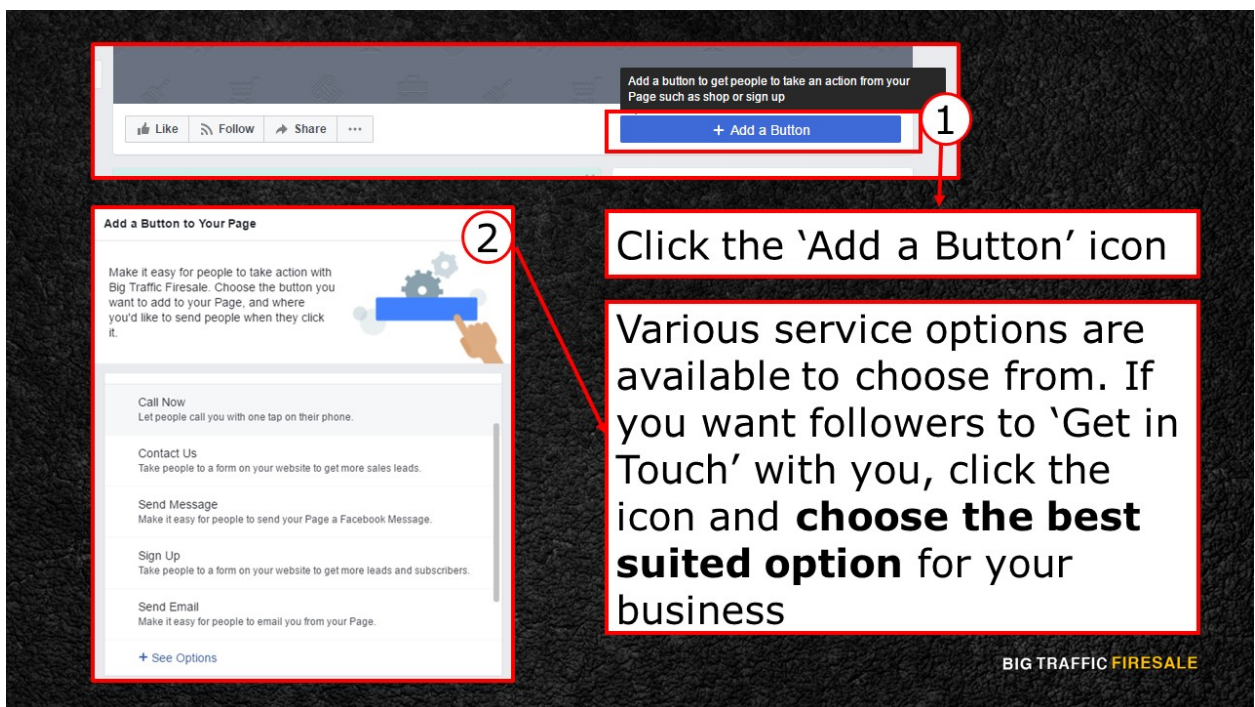 Add a button to get people to take an action from your
Page such as shop or sign up
Like Follow Share ...
+ Add a Button
1
Click the ‘Add a Button’ icon
Add a Button to Your Page
2
Make it easy for people to take action with
Big Traffic Firesale. Choose the button you
want to add to your Page, and where
you'd like to send people when they click
it.
Call Now
Let people call you with one tap on their phone.
Contact Us
Take people to a form on your website to get more sales leads.
Send Message
Make it easy for people to send your Page a Facebook Message.
Sign Up
Take people to a form on your website to get more leads and subscribers.
Send Email
Make it easy for people to email you from your Page.
+ See Options
Various service options are
available to choose from. If
you want followers to ‘Get in
Touch’ with you, click the
icon and choose the best
suited option for your
business
BIG TRAFFIC FIRESALE